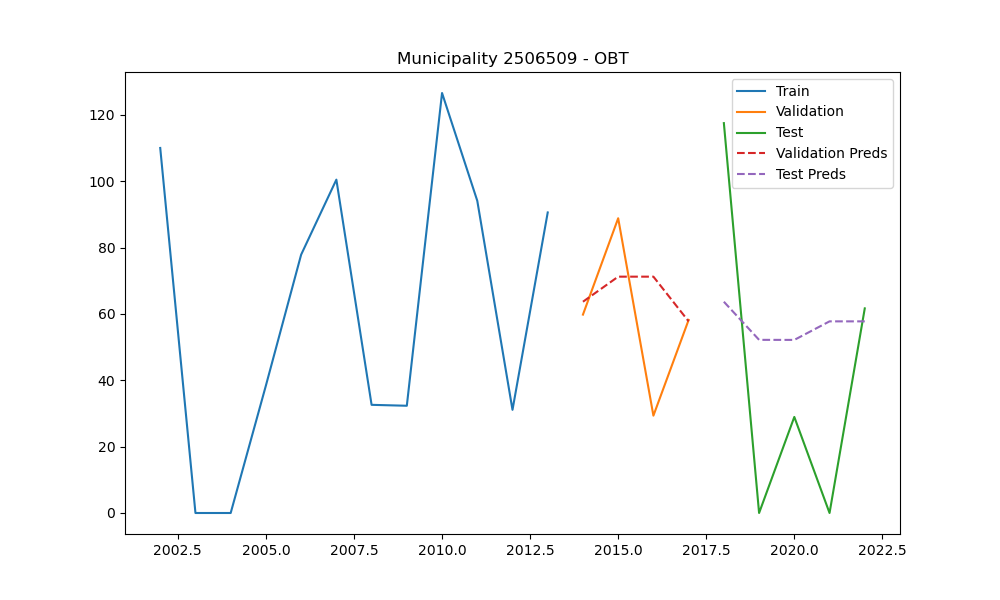 Municipality 2506509 - OBT
Train
Validation
Test
Validation Preds
Test Preds
120
100
80
60
40
20
0
2002.5 2005.0 2007.5 2010.0 2012.5 2015.0 2017.5 2020.0 2022.5